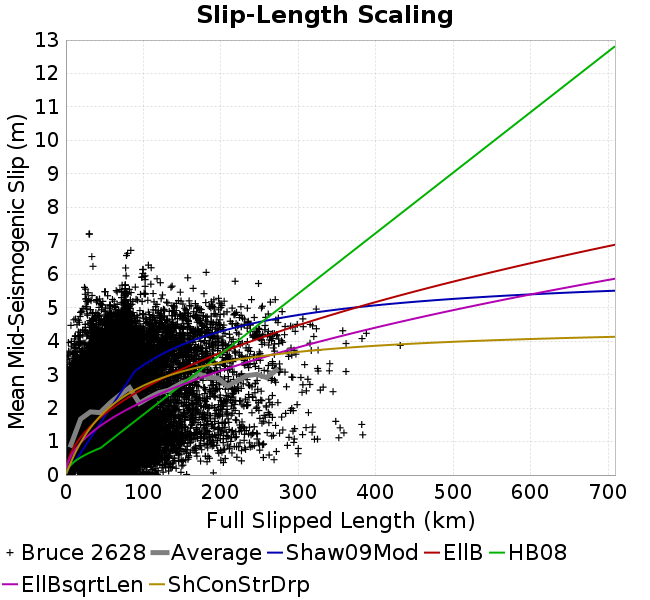 Slip-Length Scaling
Mean Mid-Seismogenic Slip (m)
13
12
11
10
9
8
7
6
5
4
3
2
1
0
0 100 200 300 400 500 600 700
Full Slipped Length (km)
Bruce 2628 Average Shaw09Mod EllB HB08
EllBsqrtLen ShConStrDrp